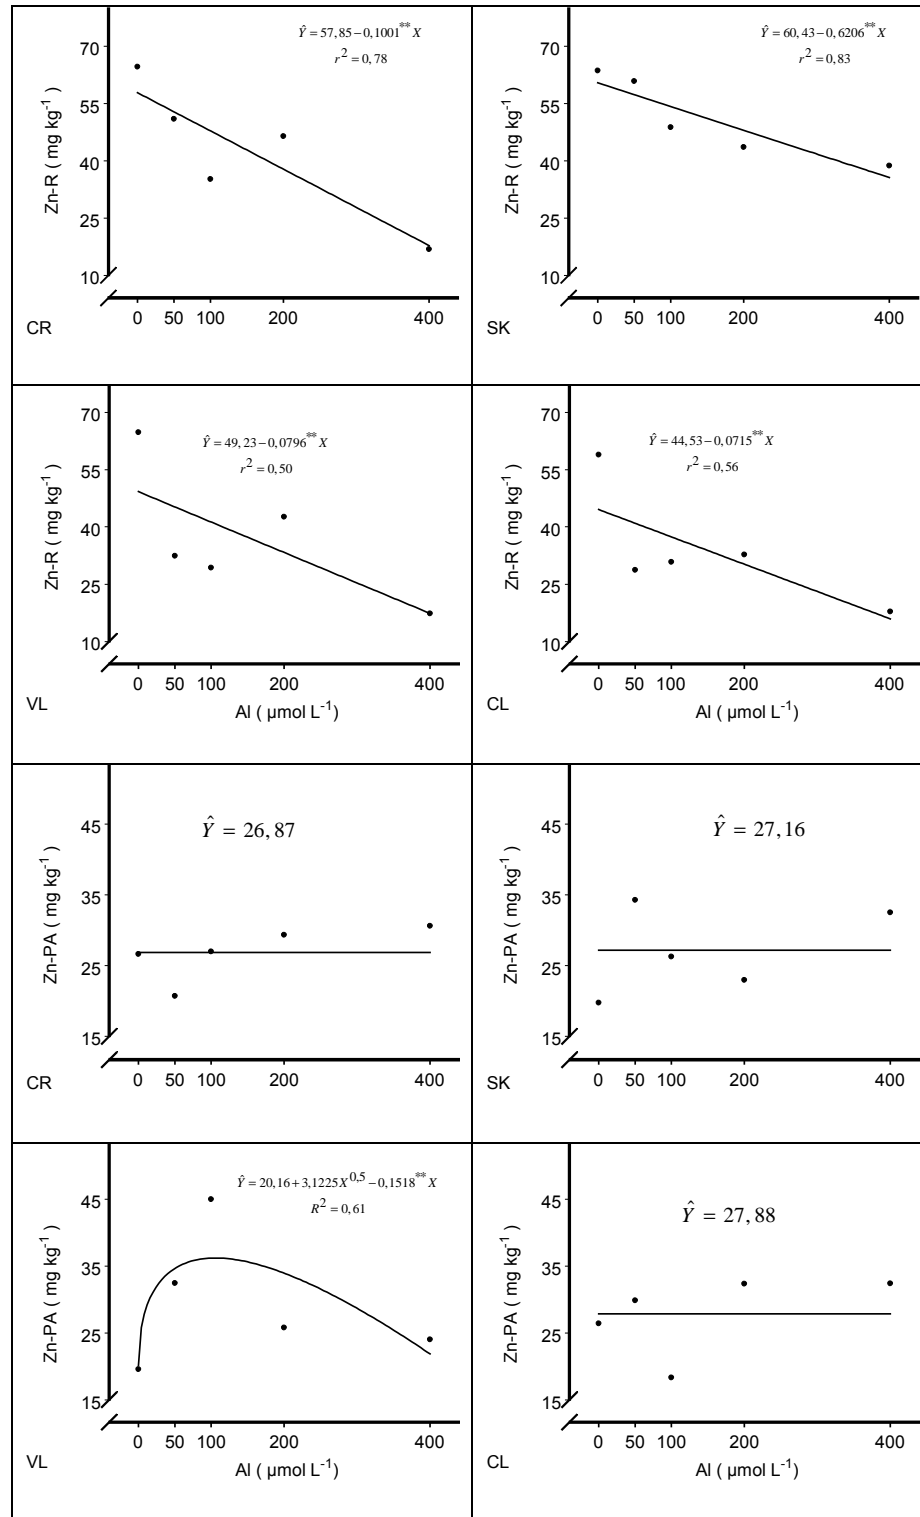 Ŷ = 57,85−0,1001** X
r² = 0,78
Zn-R ( mg kg⁻¹ )
70
55
40
25
10
0 50 100 200 400
CR
Ŷ = 60,43−0,6206** X
r² = 0,83
Zn-R ( mg kg⁻¹ )
70
55
40
25
10
0 50 100 200 400
SK
Ŷ = 49,23−0,0796** X
r² = 0,50
Zn-R ( mg kg⁻¹ )
70
55
40
25
10
0 50 100 200 400
VL
Al ( µmol L⁻¹)
Ŷ = 44,53−0,0715** X
r² = 0,56
Zn-R ( mg kg⁻¹ )
70
55
40
25
10
0 50 100 200 400
CL
Al ( µmol L⁻¹)
Ŷ = 26,87
Zn-PA ( mg kg⁻¹ )
45
35
25
15
0 50 100 200 400
CR
Ŷ = 27,16
Zn-PA ( mg kg⁻¹ )
45
35
25
15
0 50 100 200 400
SK
Ŷ = 20,16+3,1225X⁰,⁵−0,1518** X
R² = 0,61
Zn-PA ( mg kg⁻¹ )
45
35
25
15
0 50 100 200 400
VL
Al ( µmol L⁻¹)
Ŷ = 27,88
Zn-PA ( mg kg⁻¹ )
45
35
25
15
0 50 100 200 400
CL
Al ( µmol L⁻¹)